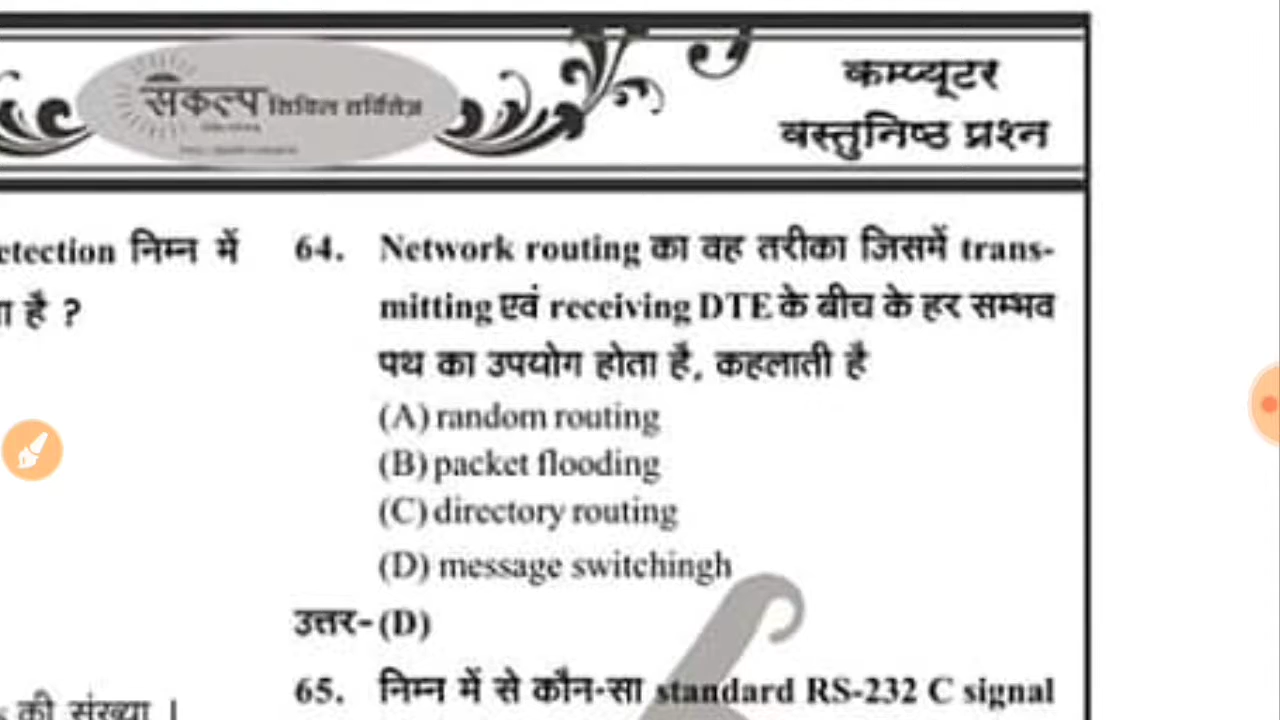 संकल्प सिविल सर्विसेज़
कम्प्यूटर
वस्तुनिष्ठ प्रश्न
etection निम्न में
ा है ?
की संख्या ।
64. Network routing का वह तरीका जिसमें trans-
mitting एवं receiving DTE के बीच के हर सम्भव
पथ का उपयोग होता है, कहलाती है
(A) random routing
(B) packet flooding
(C) directory routing
(D) message switchingh
उत्तर- (D)
65. निम्न में से कौन-सा standard RS-232 C signal